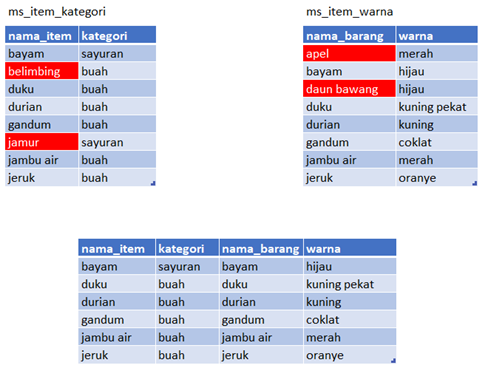 ms_item_kategori
nama_item kategori
bayam sayuran
belimbing buah
duku buah
durian buah
gandum buah
jamur sayuran
jambu air buah
jeruk buah
ms_item_warna
nama_barang warna
apel merah
bayam hijau
daun bawang hijau
duku kuning pekat
durian kuning
gandum coklat
jambu air merah
jeruk oranye
nama_item kategori nama_barang warna
bayam sayuran bayam hijau
duku buah duku kuning pekat
durian buah durian kuning
gandum buah gandum coklat
jambu air buah jambu air merah
jeruk buah jeruk oranye